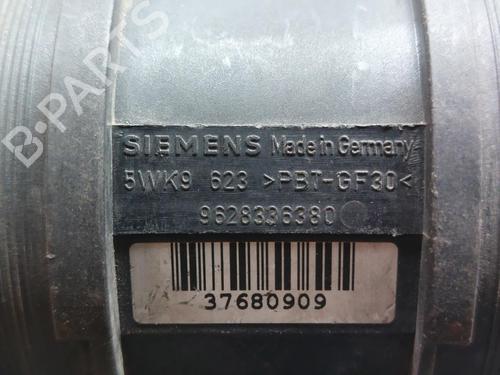 B-PARTS
SIEMENS Made in Germany
5WK9 623 >PBT-GF30<
9628336380
37680909